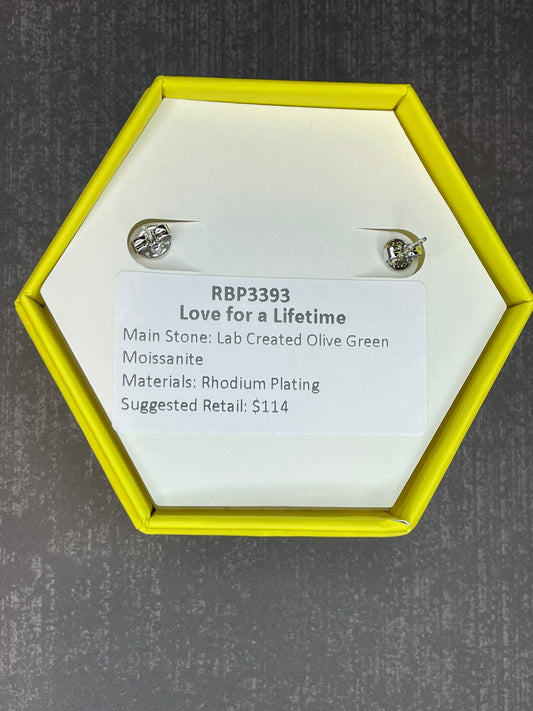 RBP3393
Love for a Lifetime
Main Stone: Lab Created Olive Green
Moissanite
Materials: Rhodium Plating
Suggested Retail: $114